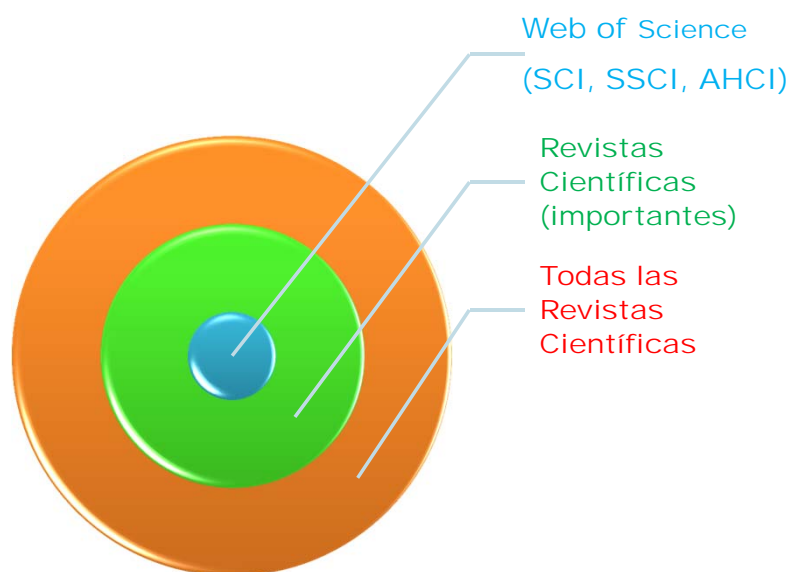 Web of Science
(SCI, SSCI, AHCI)
Revistas
Científicas
(importantes)
Todas las
Revistas
Científicas